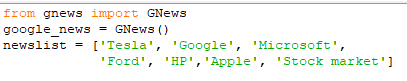 from gnews import GNews
google_news = GNews()
newslist = ['Tesla', 'Google', 'Microsoft',
'Ford', 'HP','Apple', 'Stock market']